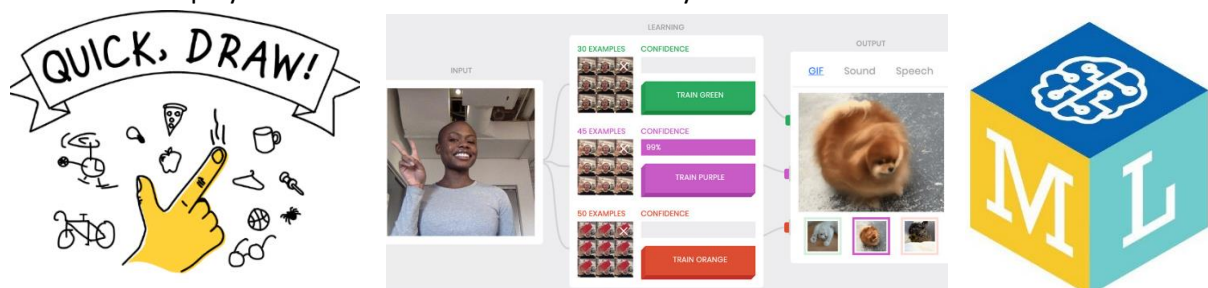 QUICK, DRAW!
INPUT
LEARNING
30 EXAMPLES CONFIDENCE
TRAIN GREEN
45 EXAMPLES CONFIDENCE
99%
TRAIN PURPLE
50 EXAMPLES CONFIDENCE
TRAIN ORANGE
OUTPUT
GIF Sound Speech
M L